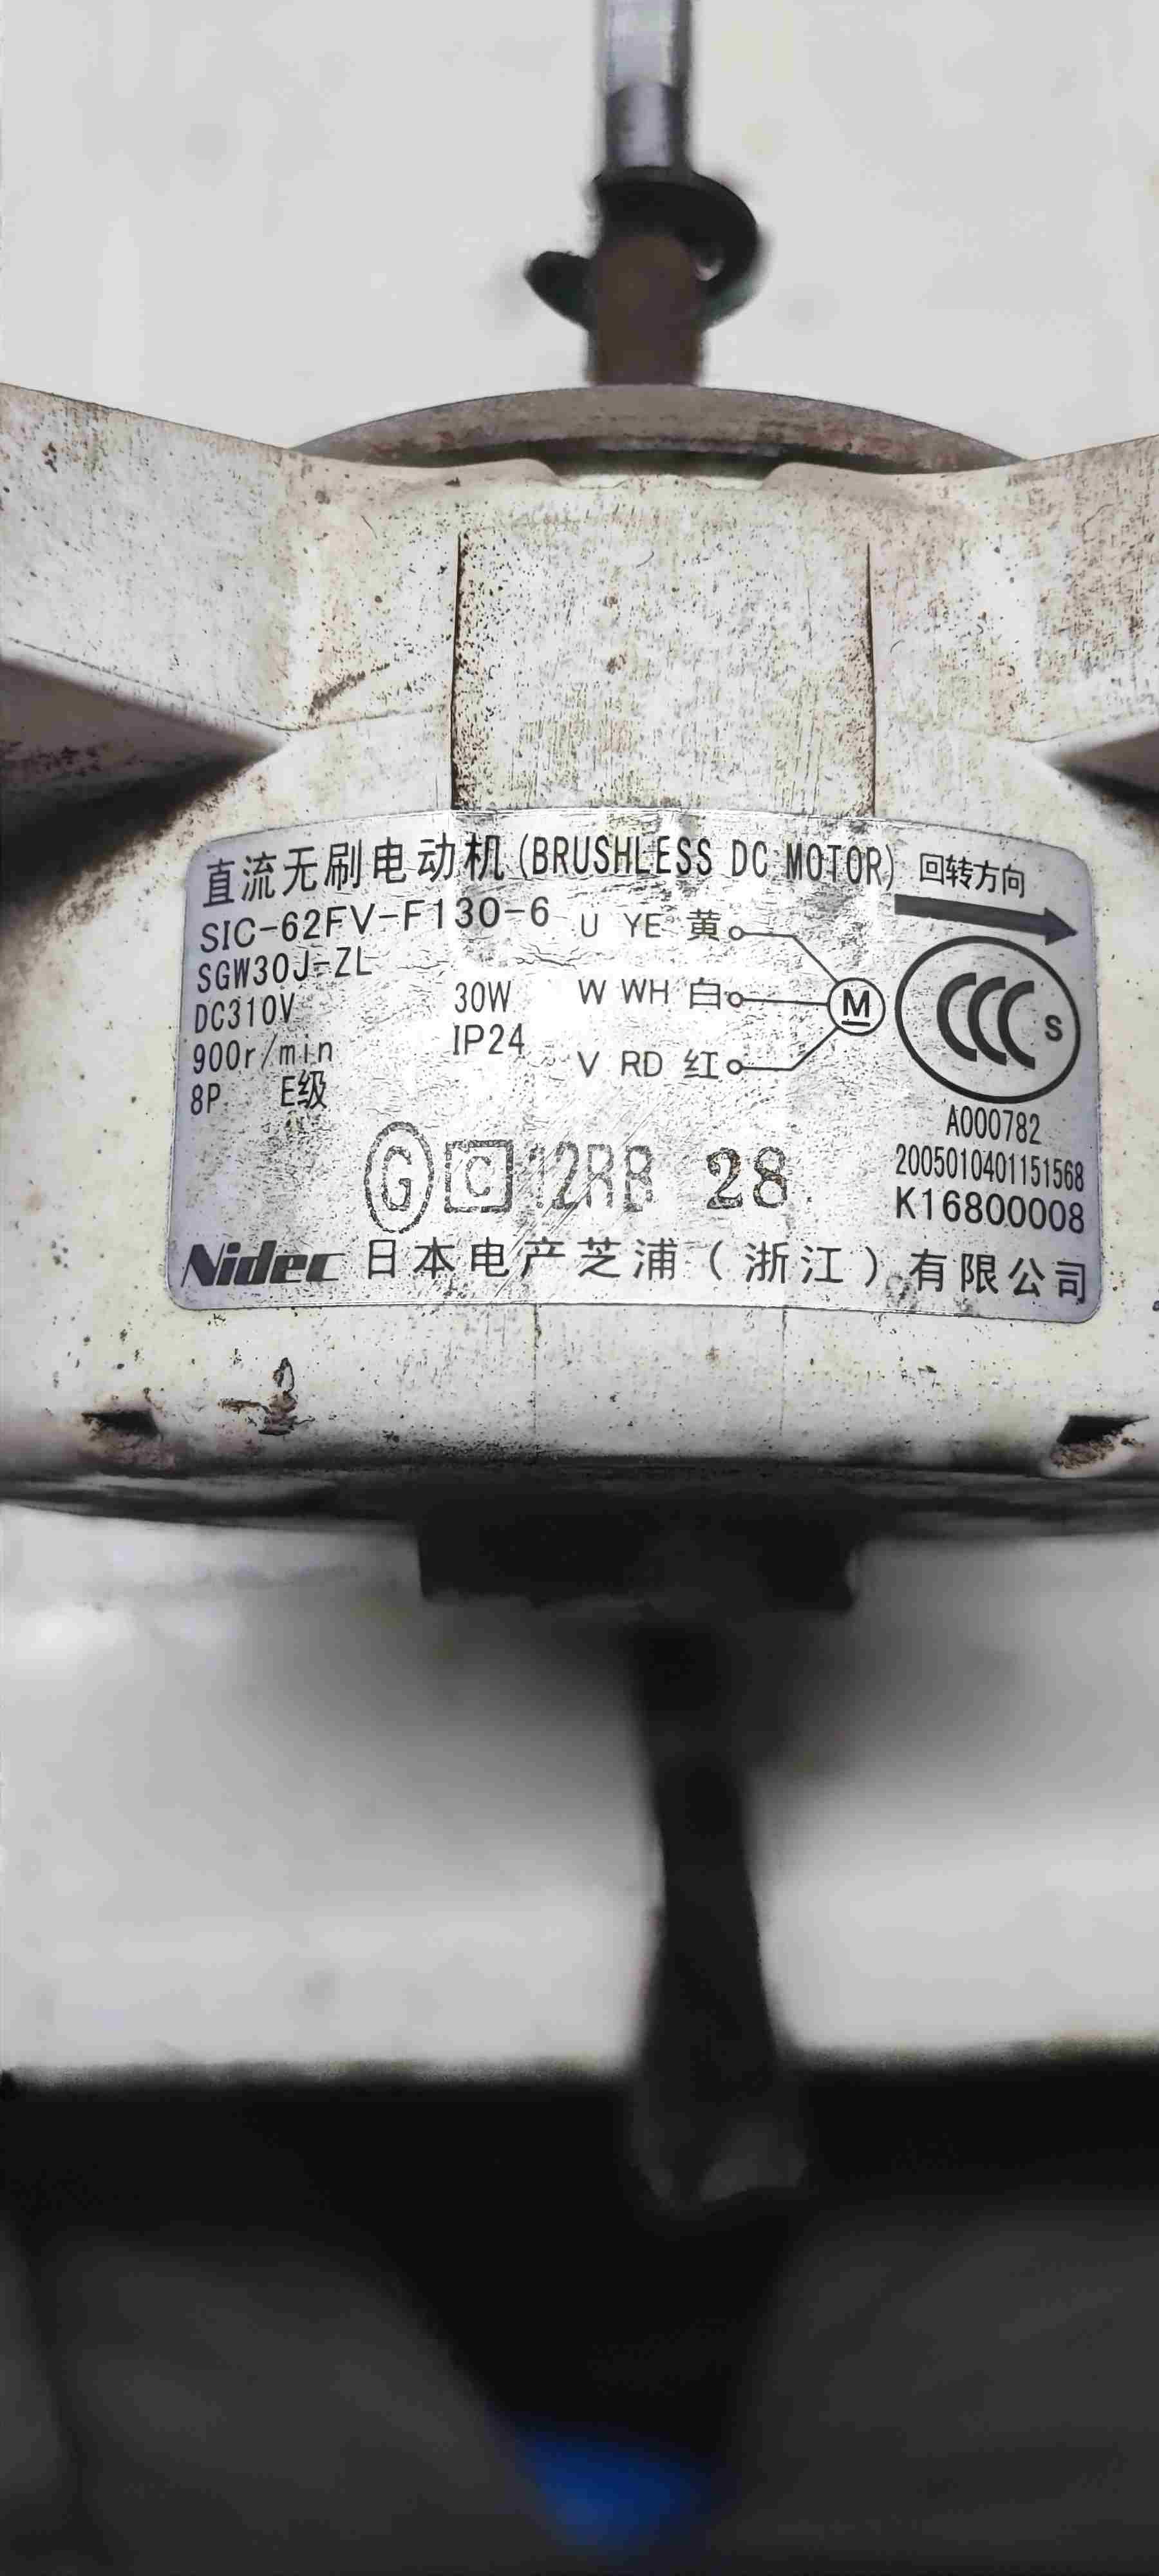 直流无刷电动机(BRUSHLESS DC MOTOR) 回转方向
SIC-62FV-F130-6
SGW30J-ZL
DC310V 30W
900r/min IP24
8P E级
U YE 黄
W WH 白
V RD 红
M
CCC S
A000782
2005010401151568
K16800008
G C 12RB 28
Nidec 日本电产芝浦(浙江)有限公司